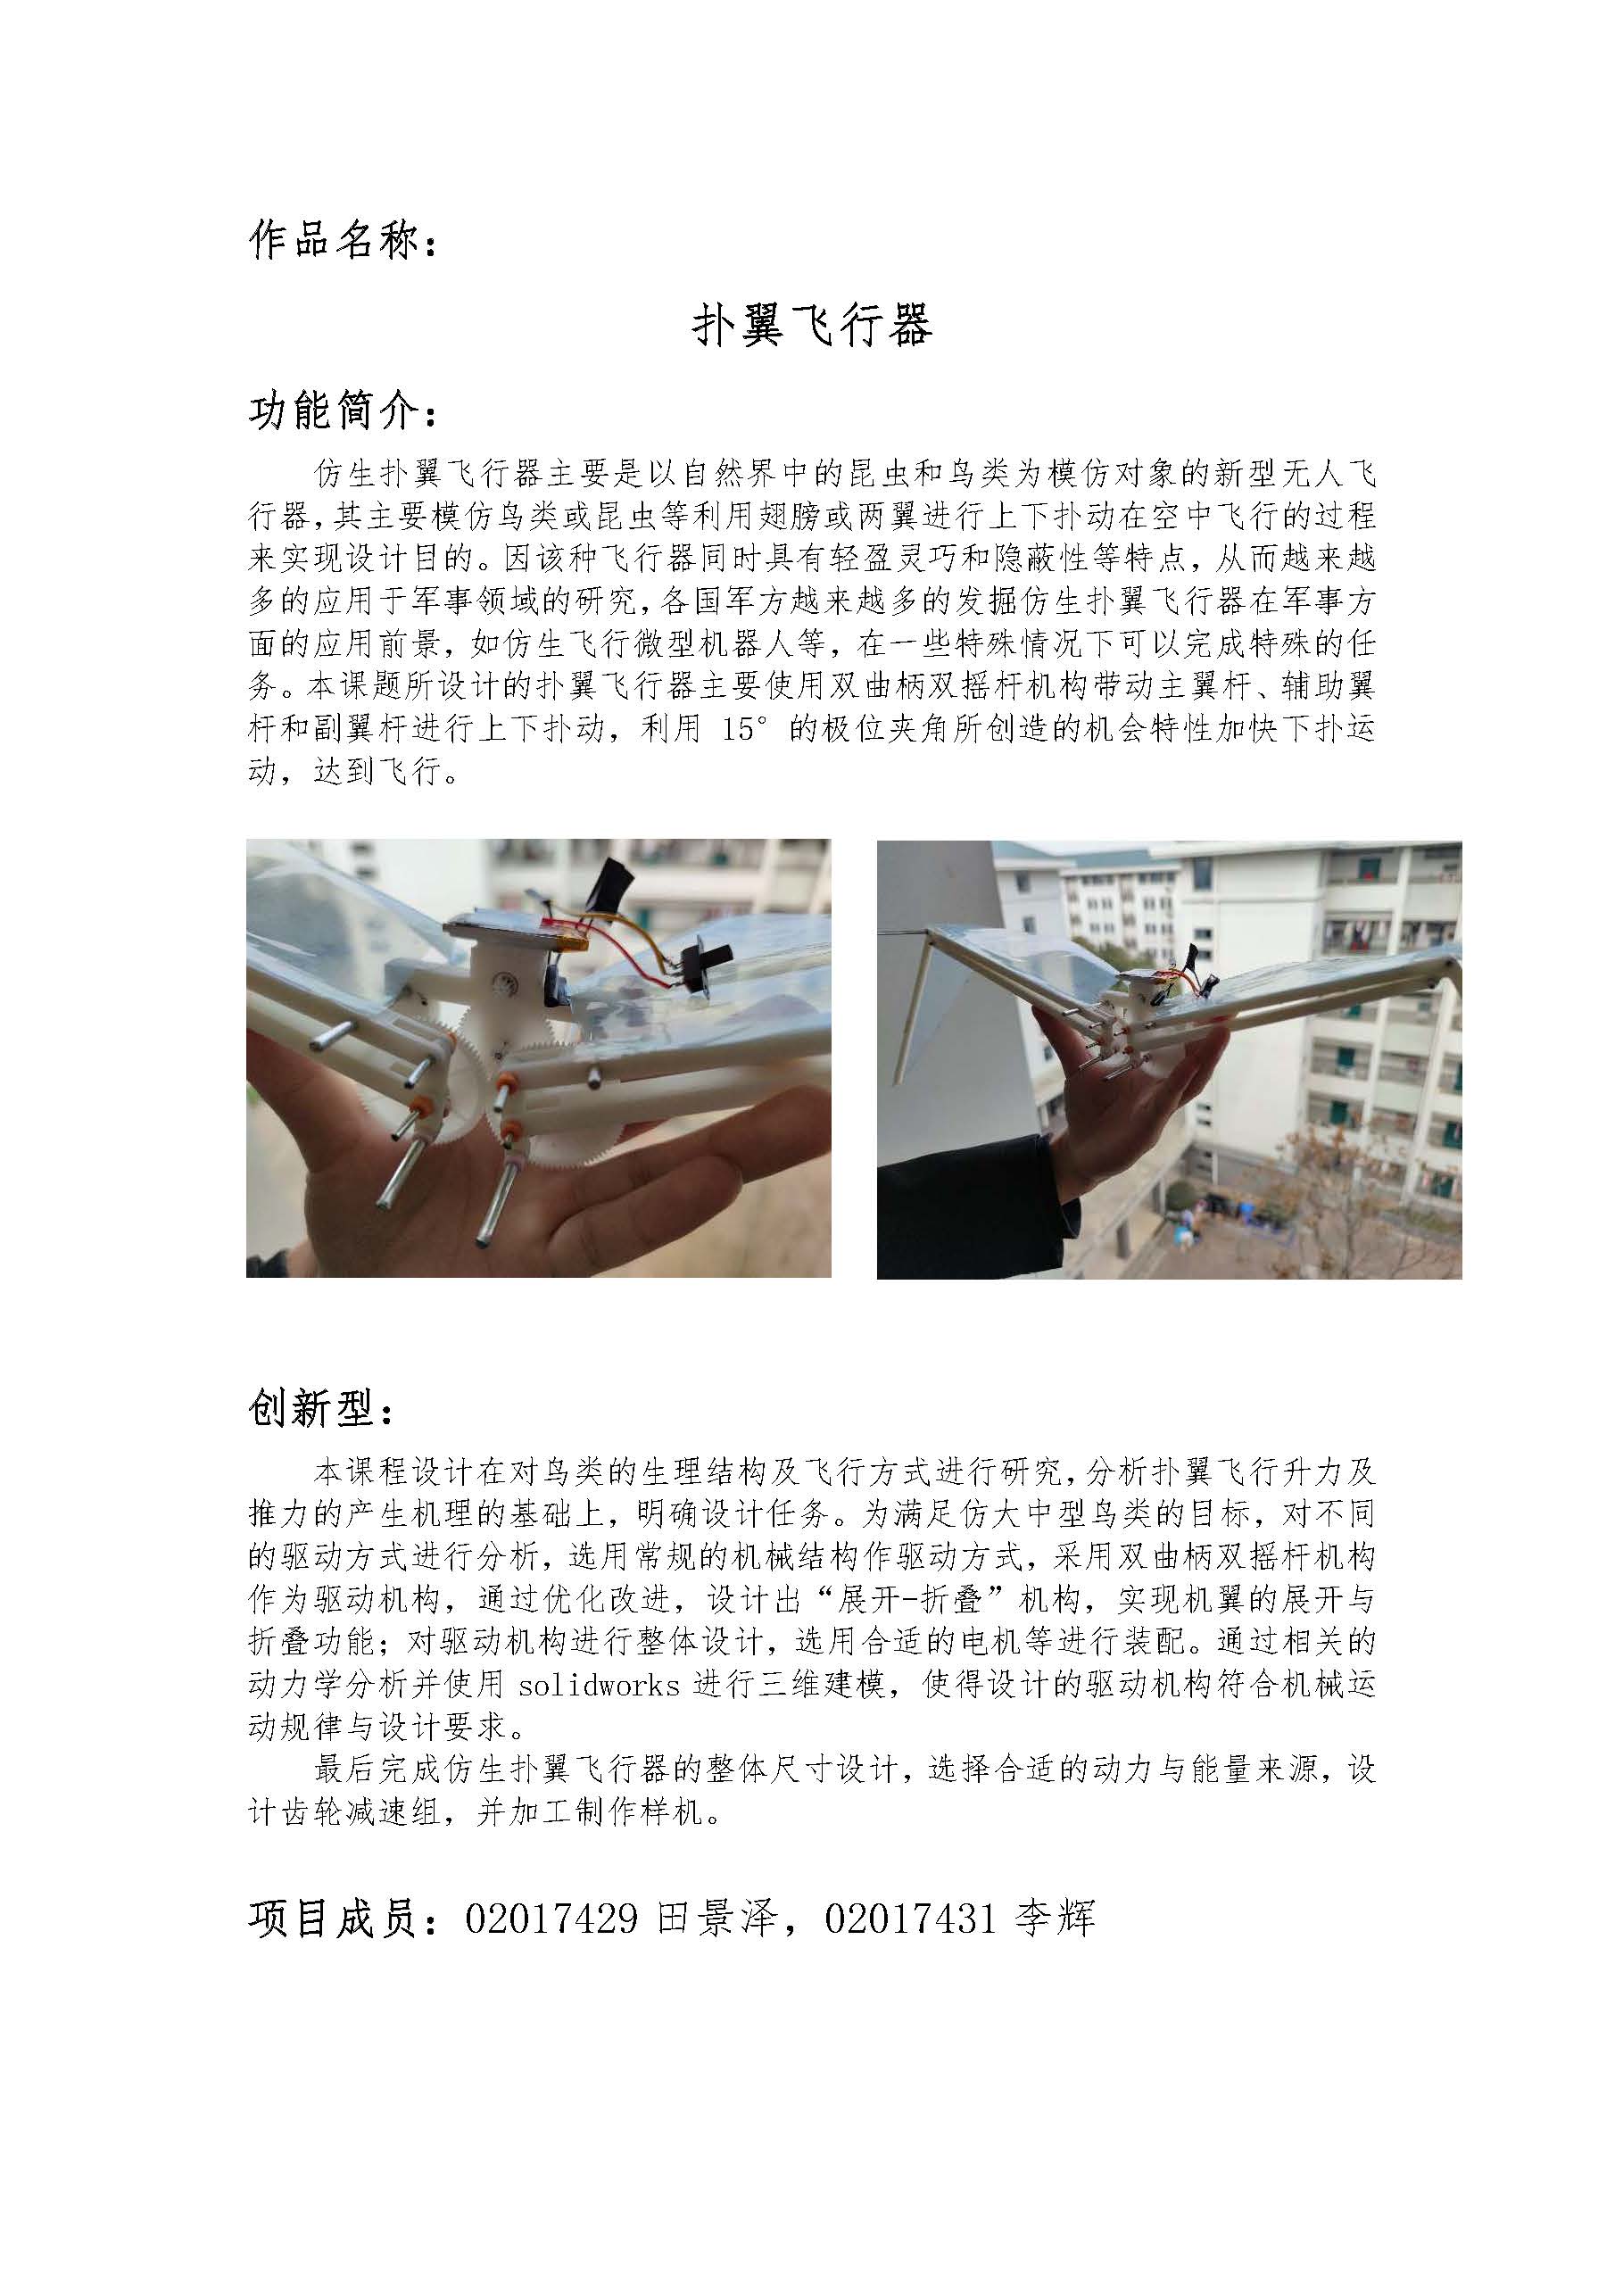 作品名称：
扑翼飞行器
功能简介：
仿生扑翼飞行器主要是以自然界中的昆虫和鸟类为模仿对象的新型无人飞
行器，其主要模仿鸟类或昆虫等利用翅膀或两翼进行上下扑动在空中飞行的过程
来实现设计目的。因该种飞行器同时具有轻盈灵巧和隐蔽性等特点，从而越来越
多的应用于军事领域的研究，各国军方越来越多的发掘仿生扑翼飞行器在军事方
面的应用前景，如仿生飞行微型机器人等，在一些特殊情况下可以完成特殊的任
务。本课题所设计的扑翼飞行器主要使用双曲柄双摇杆机构带动主翼杆、辅助翼
杆和副翼杆进行上下扑动，利用 15°的极位夹角所创造的机会特性加快下扑运
动，达到飞行。
创新型：
本课程设计在对鸟类的生理结构及飞行方式进行研究，分析扑翼飞行升力及
推力的产生机理的基础上，明确设计任务。为满足仿大中型鸟类的目标，对不同
的驱动方式进行分析，选用常规的机械结构作驱动方式，采用双曲柄双摇杆机构
作为驱动机构，通过优化改进，设计出“展开-折叠”机构，实现机翼的展开与
折叠功能；对驱动机构进行整体设计，选用合适的电机等进行装配。通过相关的
动力学分析并使用 solidworks 进行三维建模，使得设计的驱动机构符合机械运
动规律与设计要求。
最后完成仿生扑翼飞行器的整体尺寸设计，选择合适的动力与能量来源，设
计齿轮减速组，并加工制作样机。
项目成员：02017429 田景泽，02017431 李辉